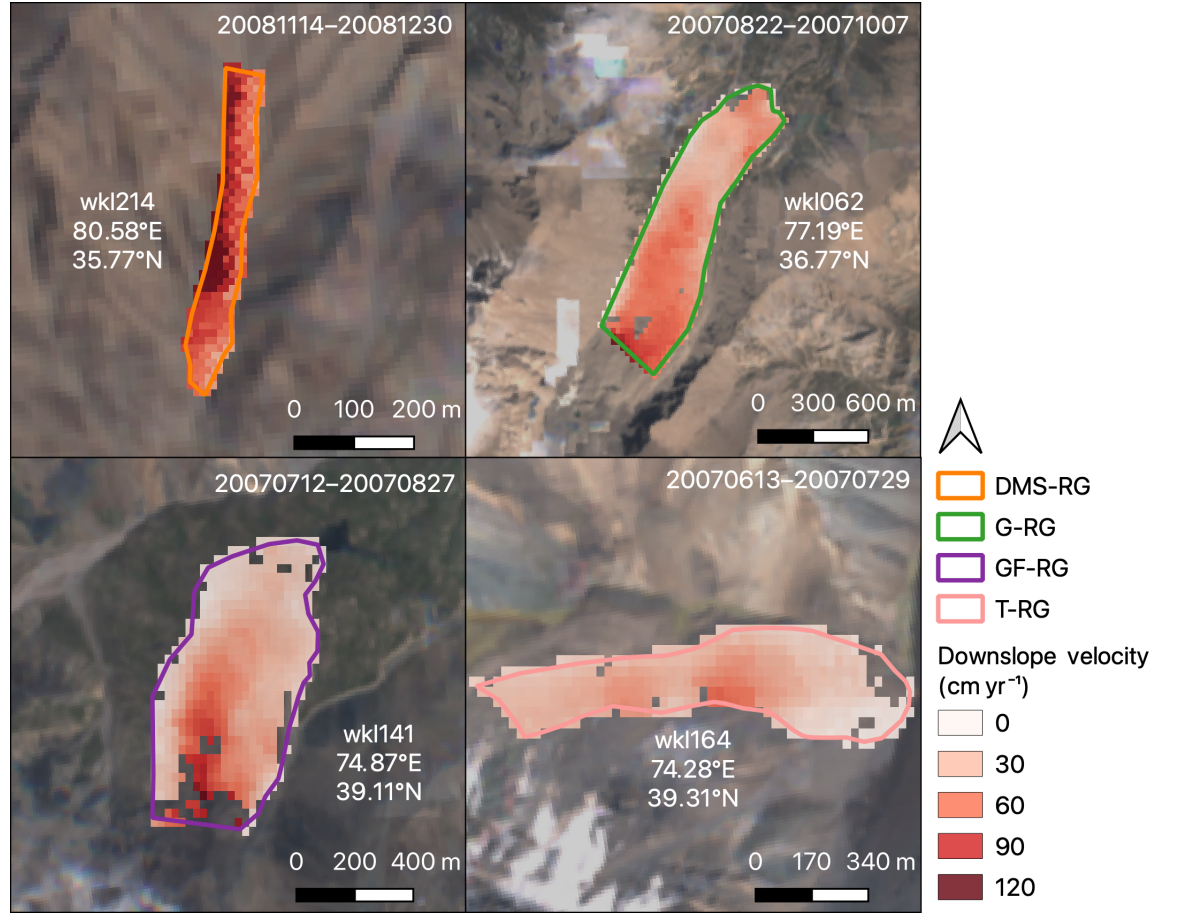 20081114–20081230
wkl214
80.58°E
35.77°N
0 100 200 m
20070822–20071007
wkl062
77.19°E
36.77°N
0 300 600 m
20070712–20070827
wkl141
74.87°E
39.11°N
0 200 400 m
20070613–20070729
wkl164
74.28°E
39.31°N
0 170 340 m
DMS-RG
G-RG
GF-RG
T-RG
Downslope velocity
(cm yr⁻¹)
0
30
60
90
120